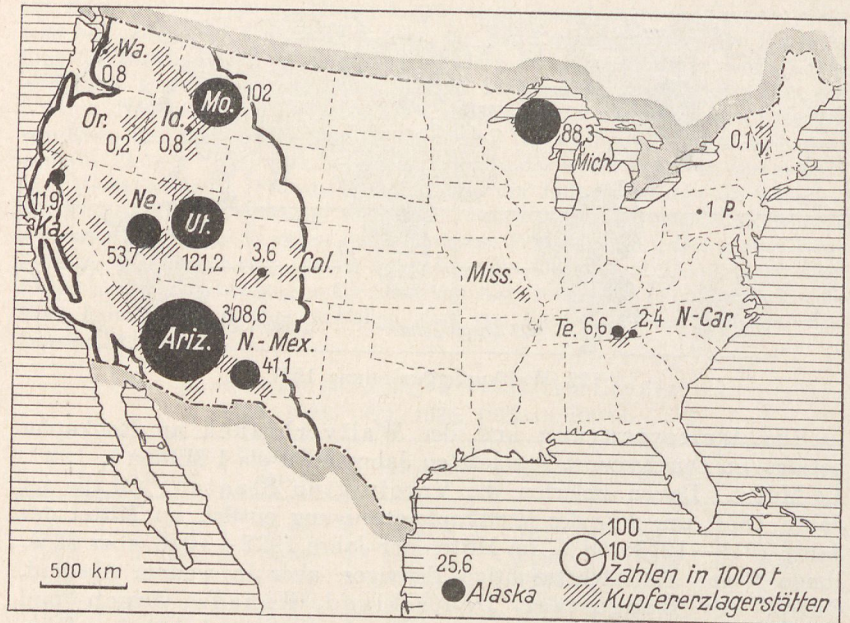 Wa.
0,8
Mo.
102
Or.
0,2
Id.
0,8
88,3
Mich.
0,1
V.
11,9
Ka.
Ne.
53,7
Ut.
121,2
3,6
Col.
1 P.
Miss.
Ariz.
308,6
N.-Mex.
41,1
Te. 6,6
2,4 N.-Car.
500 km
25,6
Alaska
100
10
Zahlen in 1000 t
Kupfererzlagerstätten